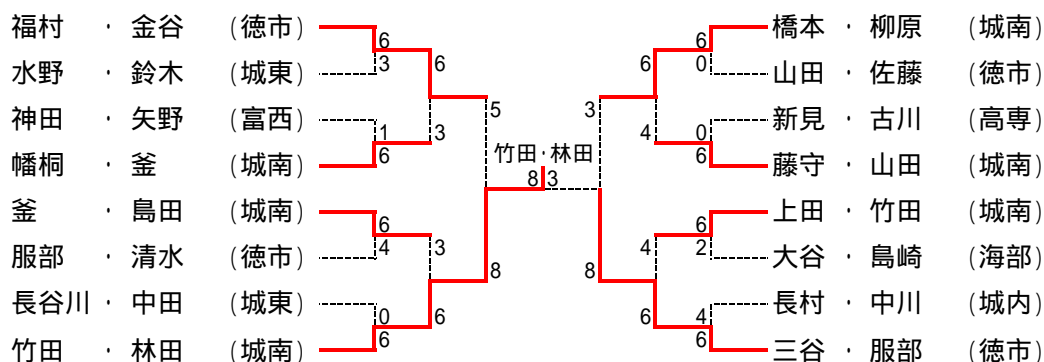 福村 ・ 金谷 (徳市)
水野 ・ 鈴木 (城東)
神田 ・ 矢野 (富西)
幡桐 ・ 釜 (城南)
釜 ・ 島田 (城南)
服部 ・ 清水 (徳市)
長谷川 ・ 中田 (城東)
竹田 ・ 林田 (城南)
6
3
1
6
6
4
0
6
6
3
3
6
5
8
竹田・林田
8 3
3
8
6
4
4
6
6
0
0
6
6
2
4
6
橋本 ・ 柳原 (城南)
山田 ・ 佐藤 (徳市)
新見 ・ 古川 (高専)
藤守 ・ 山田 (城南)
上田 ・ 竹田 (城南)
大谷 ・ 島崎 (海部)
長村 ・ 中川 (城内)
三谷 ・ 服部 (徳市)